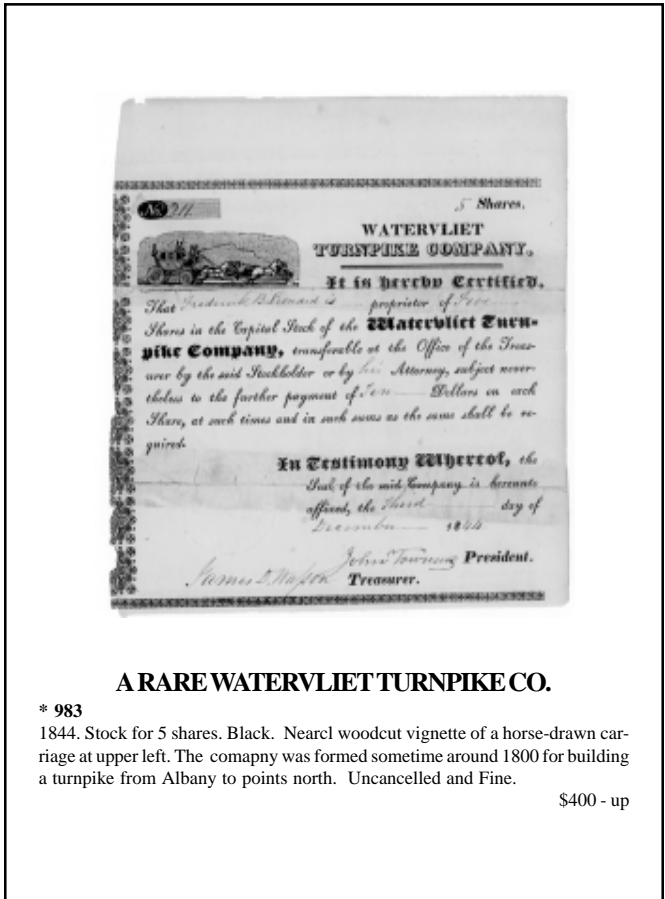 No 211
5 Shares.
WATERVLIET
TURNPIKE COMPANY.
It is hereby Certified,
That Frederick B. Leonard is proprietor of Five
Shares in the Capital Stock of the Watervliet Turn-
pike Company, transferable at the Office of the Treas-
urer by the said Stockholder or by his Attorney, subject never-
theless to the further payment of Ten Dollars on each
Share, at such times and in such sums as the same shall be re-
quired.
In Testimony Whereof, the
Seal of the said Company is hereunto
affixed, the Third day of
December 1844
John Townsend President.
James D. Wasson Treasurer.
A RARE WATERVLIET TURNPIKE CO.
* 983
1844. Stock for 5 shares. Black. Nearcl woodcut vignette of a horse-drawn car-
riage at upper left. The comapny was formed sometime around 1800 for building
a turnpike from Albany to points north. Uncancelled and Fine.
$400 - up